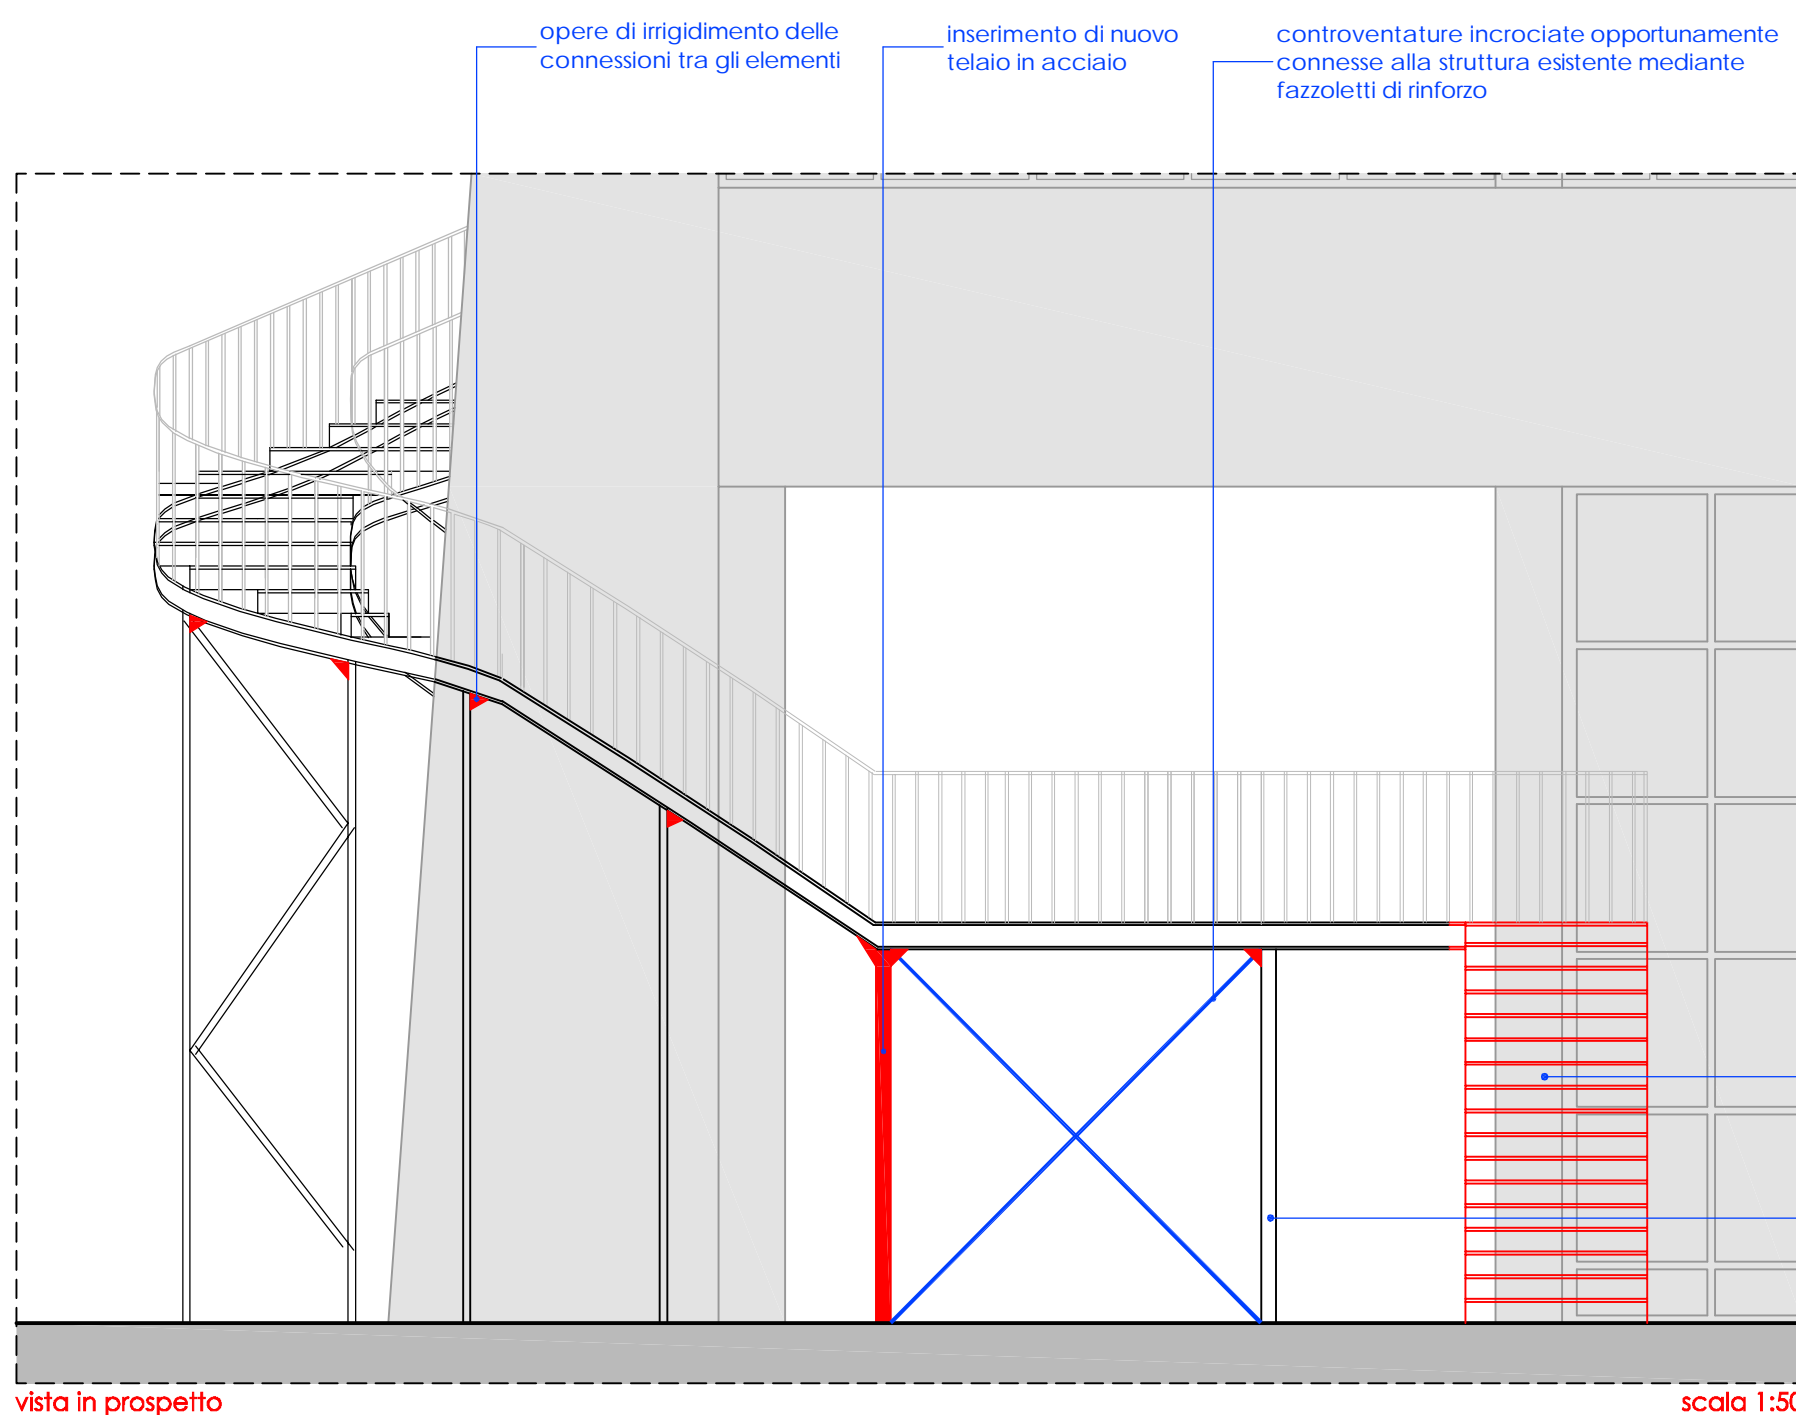 opere di irrigidimento delle
connessioni tra gli elementi
inserimento di nuovo
telaio in acciaio
controventature incrociate opportunamente
connesse alla struttura esistente mediante
fazzoletti di rinforzo
vista in prospetto
scala 1:50